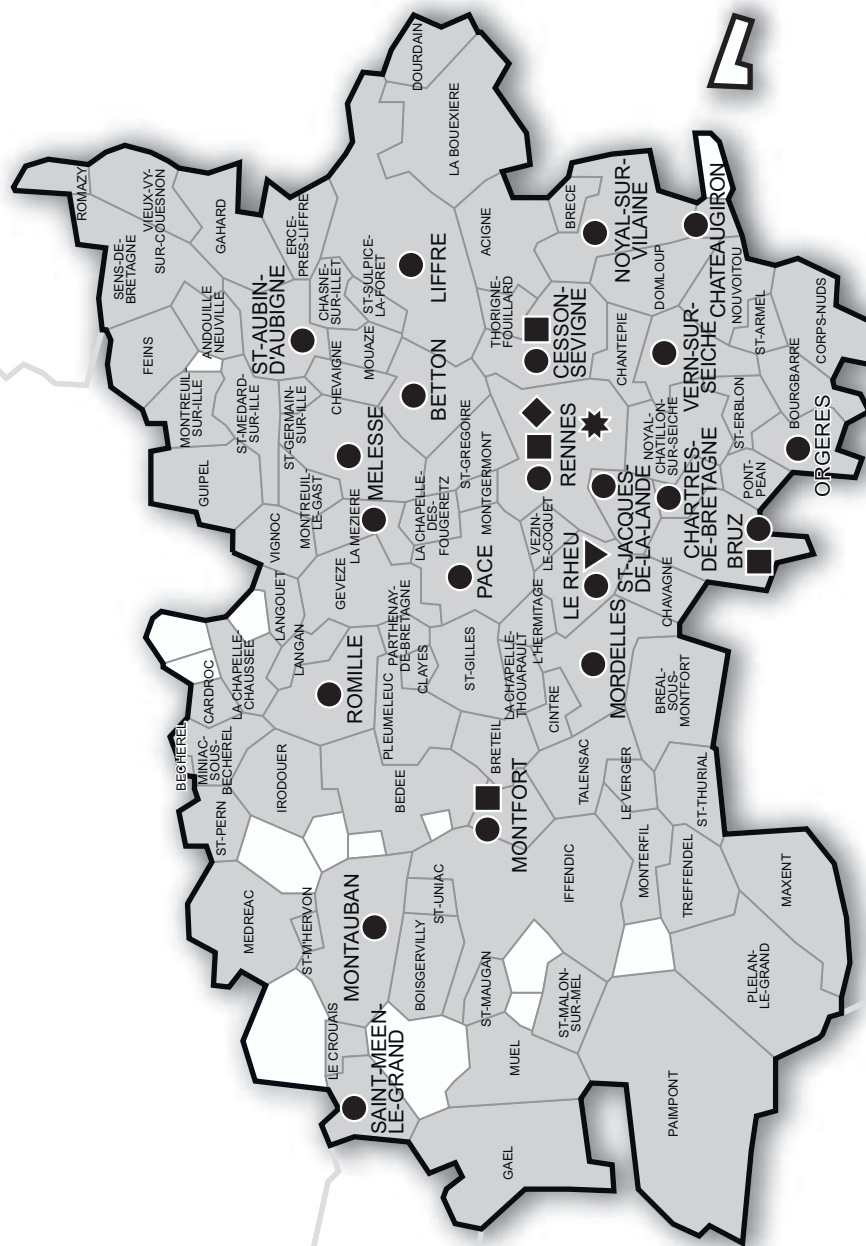 DOURDAIN
LA BOUEXIERE
ROMAZY
VIEUX-VY-
SUR-COUESNON
SENS-DE-
BRETAGNE
GAHARD
ERCE-
PRES-LIFFRE
FEINS
ANDOUILLE
NEUVILLE
ST-AUBIN-
D'AUBIGNE
CHASNE-
SUR-ILLET
ST-SULPICE-
LA-FORET
LIFFRE
ACIGNE
BRECE
NOYAL-SUR-
VILAINE
CHATEAUGIRON
DOMLOUP
NOUVOITOU
THORIGNE-
FOUILLARD
CESSON-
SEVIGNE
CHANTEPIE
VERN-SUR-
SEICHE
ST-ARMEL
CORPS-NUDS
BOURGBARRE
ST-ERBLON
ORGERES
MONTREUIL-
SUR-ILLE
ST-MEDARD-
SUR-ILLE
ST-GERMAIN-
SUR-ILLE
CHEVAIGNE
MOUAZE
BETTON
MELESSE
GUIPEL
MONTREUIL-
LE-GAST
VIGNOC
LA MEZIERE
LA CHAPELLE-
DES-
FOUGERETZ
ST-GREGOIRE
MONTGERMONT
RENNES
NOYAL-
CHATILLON-
SUR-SEICHE
CHARTRES-
DE-BRETAGNE
PONT-
PEAN
BRUZ
ST-JACQUES-
DE-LA-LANDE
VEZIN-
LE-COQUET
LE RHEU
CHAVAGNE
PACE
GEVEZE
LANGOUET
LANGAN
ROMILLE
PARTHENAY-
DE-BRETAGNE
CLAYES
ST-GILLES
L'HERMITAGE
LA CHAPELLE-
THOUARAULT
CINTRE
MORDELLES
BREAL-
SOUS-
MONTFORT
CARDROC
LA CHAPELLE-
CHAUSSEE
BECHEREL
MINIAC-
SOUS-
BECHEREL
IRODOUER
PLEUMELEUC
BEDEE
BRETEIL
MONTFORT
TALENSAC
LE VERGER
ST-THURIAL
ST-PERN
MEDREAC
ST-M'HERVON
MONTAUBAN
BOISGERVILLY
ST-UNIAC
IFFENDIC
MONTERFIL
TREFFENDEL
MAXENT
PLELAN-
LE-GRAND
ST-MAUGAN
ST-MALON-
SUR-MEL
MUEL
LE CROUAIS
SAINT-MEEN-
LE-GRAND
GAEL
PAIMPONT